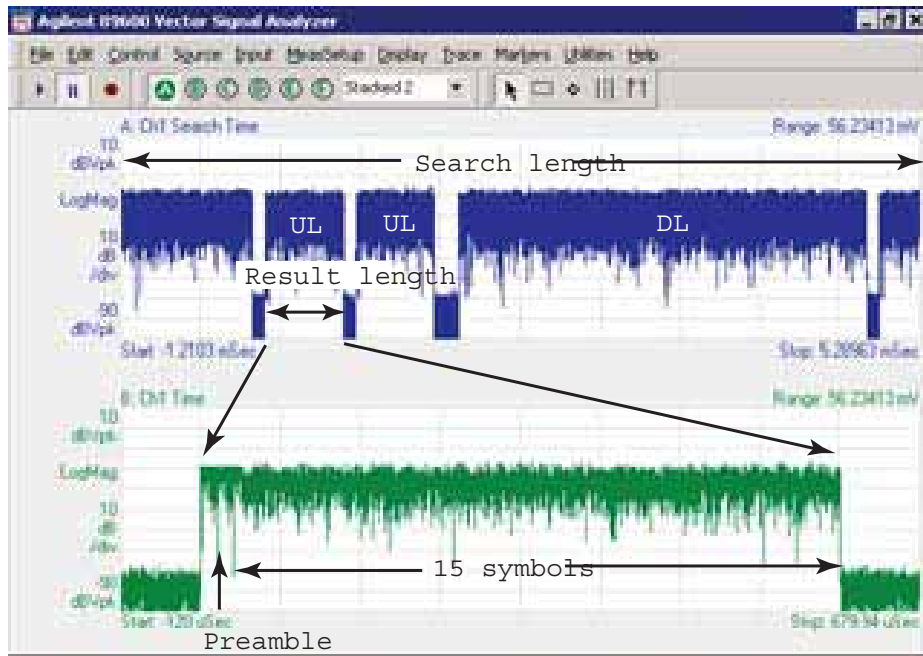 Agilent 89600 Vector Signal Analyzer
File Edit Control Source Input MeasSetup Display Trace Markers Utilities Help
A B C D E F Stacked 2
A: Ch1 Search Time Range: 56.23413 mV
10
dBVpk
Search length
LogMag
UL UL DL
10
dB
/div
Result length
-90
dBVpk
Start: -1.2103 mSec Stop: 5.28963 mSec
B: Ch1 Time Range: 56.23413 mV
10
dBVpk
LogMag
10
dB
/div
15 symbols
-90
dBVpk
Start: -120 uSec Stop: 679.94 uSec
Preamble